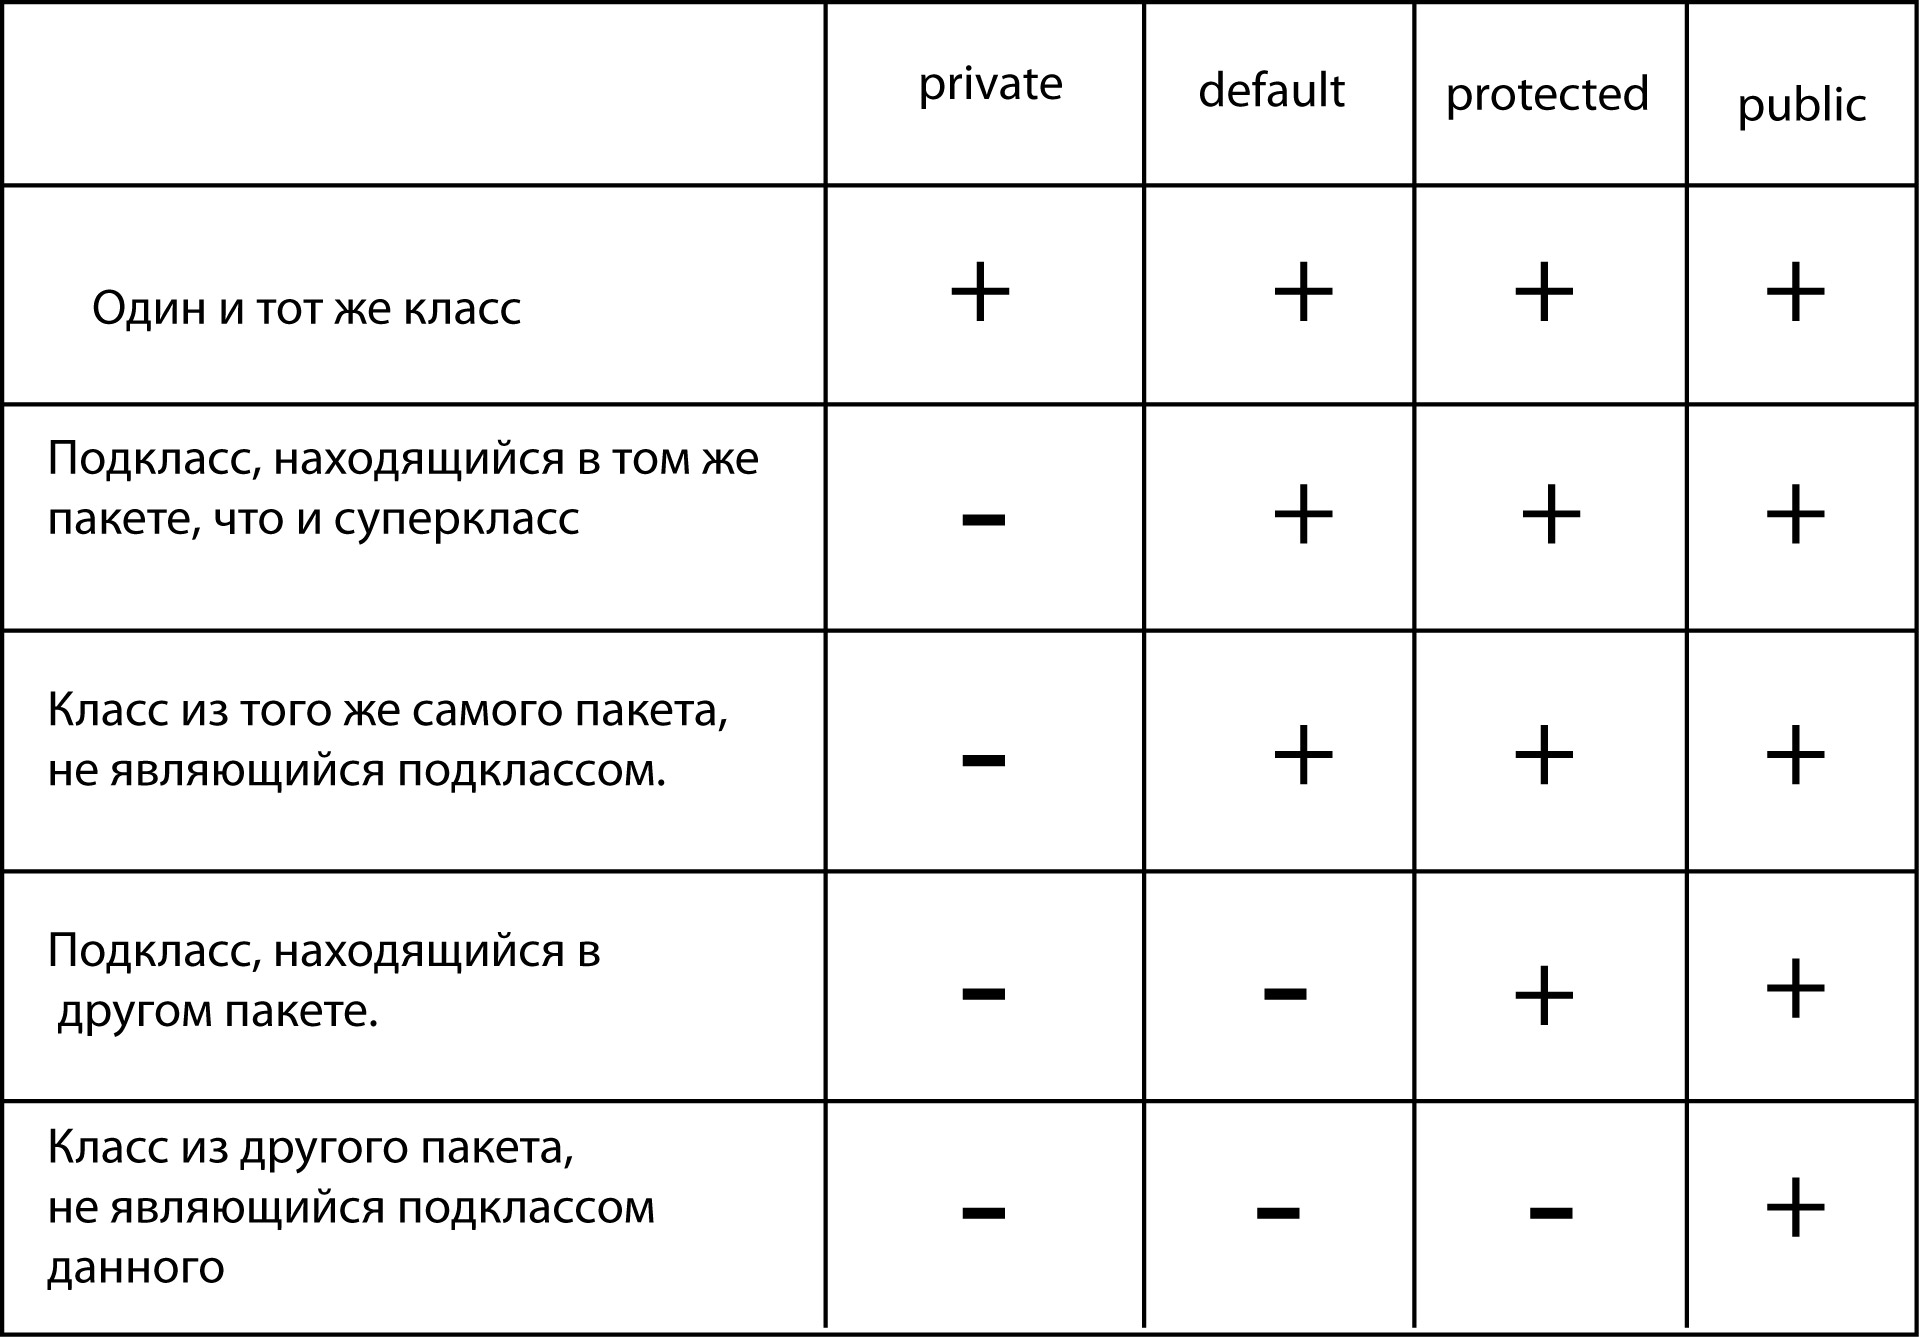 private default protected public
Один и тот же класс + + + +
Подкласс, находящийся в том же
пакете, что и суперкласс - + + +
Класс из того же самого пакета,
не являющийся подклассом. - + + +
Подкласс, находящийся в
другом пакете. - - + +
Класс из другого пакета,
не являющийся подклассом - - - +
данного